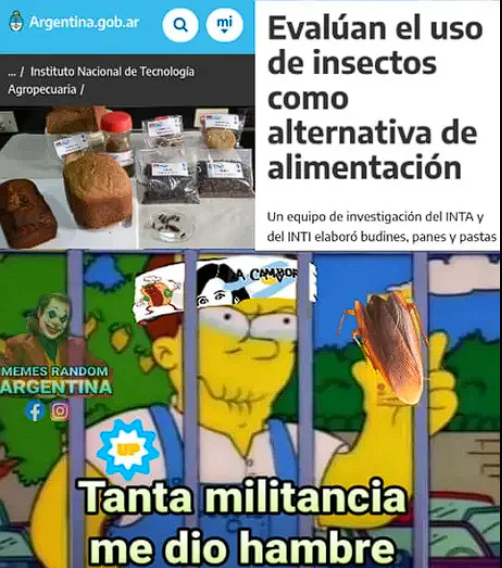 Argentina.gob.ar
mi
... / Instituto Nacional de Tecnología
Agropecuaria /
Evalúan el uso
de insectos
como
alternativa de
alimentación
Un equipo de investigación del INTA y
del INTI elaboró budines, panes y pastas
LA CAMPOR
MEMES RANDOM
ARGENTINA
UP
Tanta militancia
me dio hambre